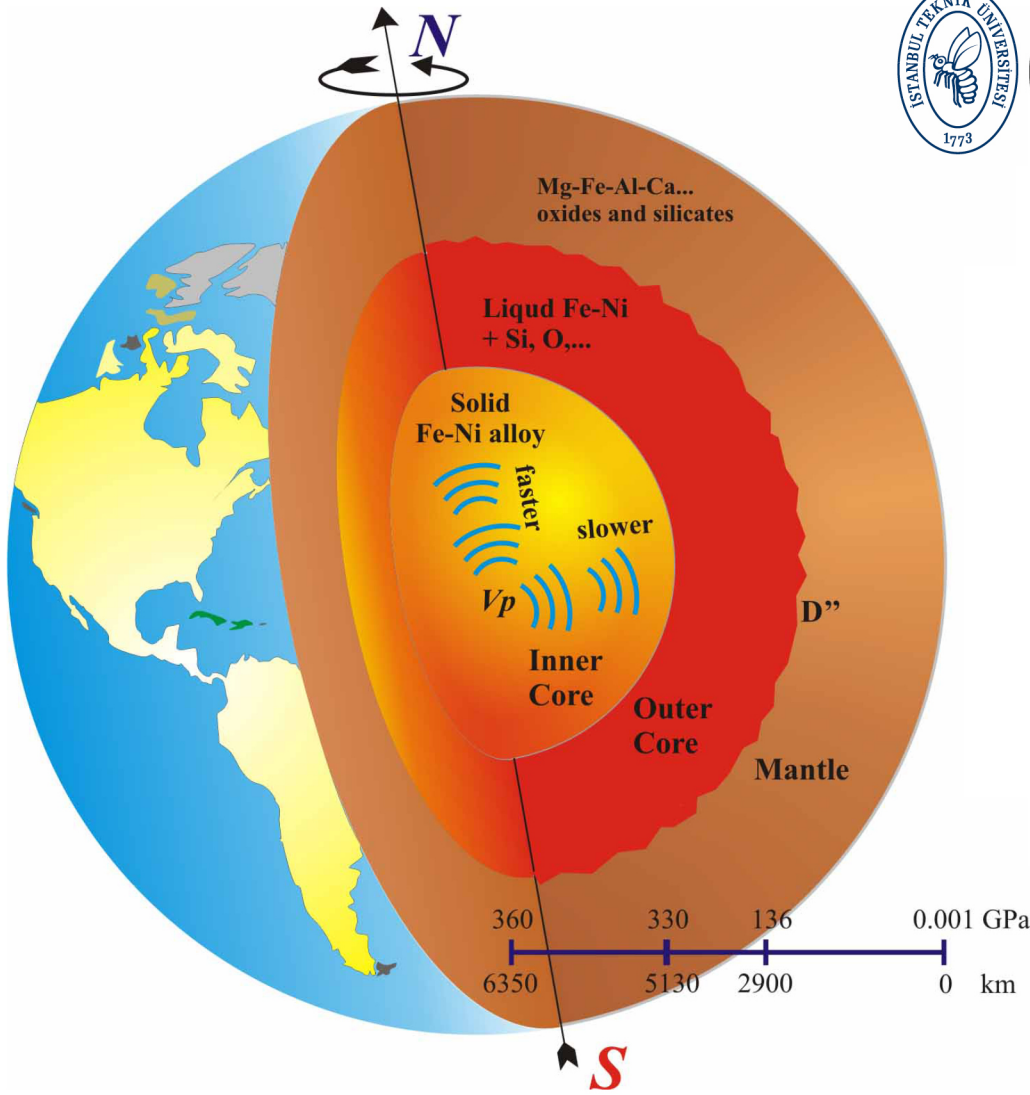 N
İSTANBUL TEKNİK ÜNİVERSİTESİ
1773
Mg-Fe-Al-Ca...
oxides and silicates
Liqud Fe-Ni
+ Si, O,...
Solid
Fe-Ni alloy
faster
slower
Vp
D’’
Inner
Core
Outer
Core
Mantle
360 330 136 0.001 GPa
6350 5130 2900 0 km
S